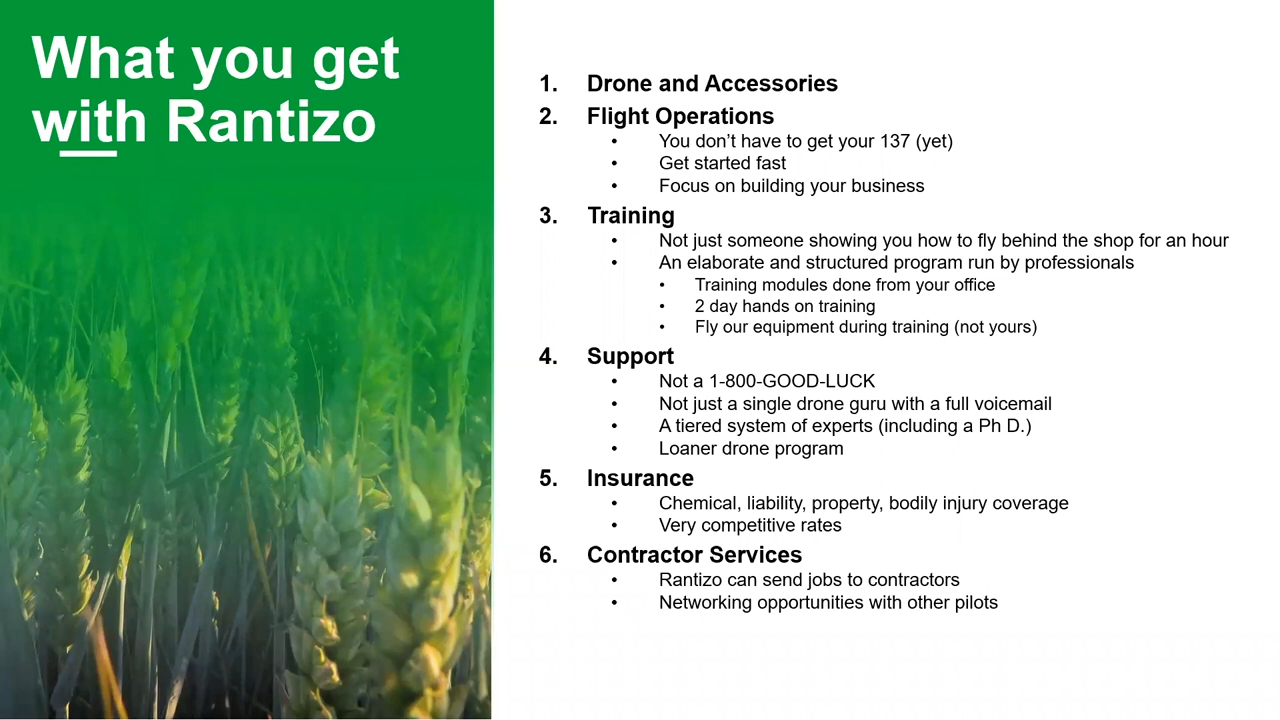 What you get
with Rantizo
1. Drone and Accessories
2. Flight Operations
• You don’t have to get your 137 (yet)
• Get started fast
• Focus on building your business
3. Training
• Not just someone showing you how to fly behind the shop for an hour
• An elaborate and structured program run by professionals
• Training modules done from your office
• 2 day hands on training
• Fly our equipment during training (not yours)
4. Support
• Not a 1-800-GOOD-LUCK
• Not just a single drone guru with a full voicemail
• A tiered system of experts (including a Ph D.)
• Loaner drone program
5. Insurance
• Chemical, liability, property, bodily injury coverage
• Very competitive rates
6. Contractor Services
• Rantizo can send jobs to contractors
• Networking opportunities with other pilots